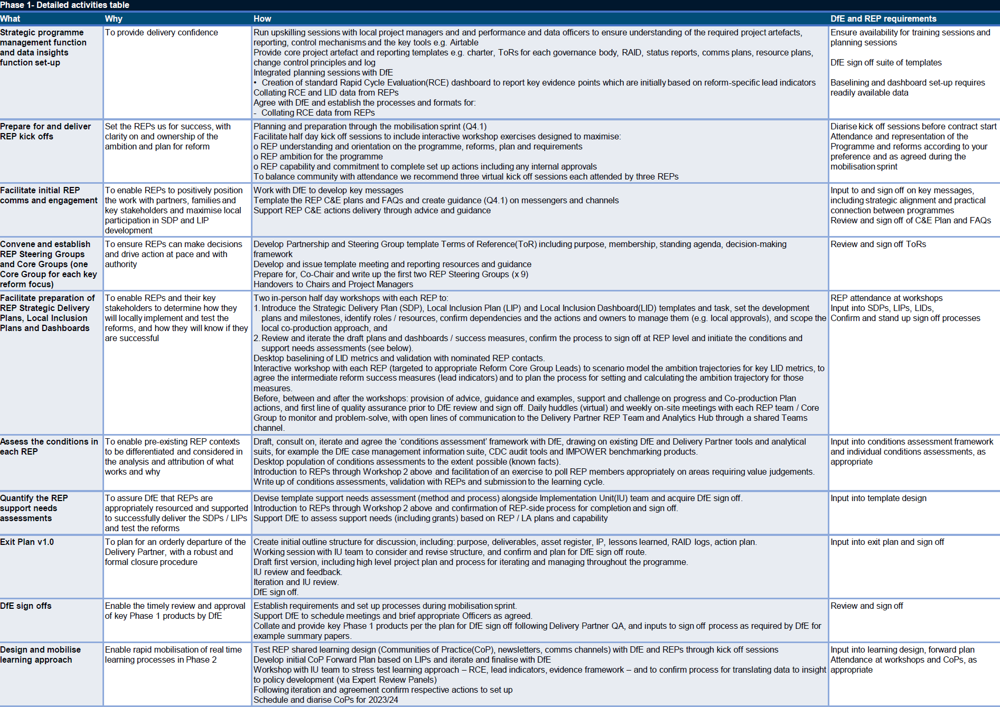 Phase 1- Detailed activities table
What
Why
How
DfE and REP requirements
Strategic programme
management function
and data insights
function set-up
To provide delivery confidence
Run upskilling sessions with local project managers and and performance and data officers to ensure understanding of the required project artefacts,
reporting, control mechanisms and the key tools e.g. Airtable
Provide core project artefact and reporting templates e.g. charter, ToRs for each governance body, RAID, status reports, comms plans, resource plans,
change control principles and log
Integrated planning sessions with DfE
• Creation of standard Rapid Cycle Evaluation(RCE) dashboard to report key evidence points which are initially based on reform-specific lead indicators
Collating RCE and LID data from REPs
Agree with DfE and establish the processes and formats for:
- Collating RCE data from REPs
Ensure availability for training sessions and
planning sessions
DfE sign off suite of templates
Baselining and dashboard set-up requires
readily available data
Prepare for and deliver
REP kick offs
Set the REPs us for success, with
clarity on and ownership of the
ambition and plan for reform
Planning and preparation through the mobilisation sprint (Q4.1)
Facilitate half day kick off sessions to include interactive workshop exercises designed to maximise:
o REP understanding and orientation on the programme, reforms, plan and requirements
o REP ambition for the programme
o REP capability and commitment to complete set up actions including any internal approvals
To balance community with attendance we recommend three virtual kick off sessions each attended by three REPs
Diarise kick off sessions before contract start
Attendance and representation of the
Programme and reforms according to your
preference and as agreed during the
mobilisation sprint
Facilitate initial REP
comms and engagement
To enable REPs to positively position
the work with partners, families and
key stakeholders and maximise local
participation in SDP and LIP
development
Work with DfE to develop key messages
Template the REP C&E plans and FAQs and create guidance (Q4.1) on messengers and channels
Support REP C&E actions delivery through advice and guidance
Input to and sign off on key messages,
including strategic alignment and practical
connection between programmes
Review and sign off of C&E Plan and FAQs
Convene and establish
REP Steering Groups
and Core Groups (one
Core Group for each key
reform focus)
To ensure REPs can make decisions
and drive action at pace and with
authority
Develop Partnership and Steering Group template Terms of Reference(ToR) including purpose, membership, standing agenda, decision-making
framework
Develop and issue template meeting and reporting resources and guidance
Prepare for, Co-Chair and write up the first two REP Steering Groups (x 9)
Handovers to Chairs and Project Managers
Review and sign off ToRs
Facilitate preparation of
REP Strategic Delivery
Plans, Local Inclusion
Plans and Dashboards
To enable REPs and their key
stakeholders to determine how they
will locally implement and test the
reforms, and how they will know if they
are successful
Two in-person half day workshops with each REP to:
1. Introduce the Strategic Delivery Plan (SDP), Local Inclusion Plan (LIP) and Local Inclusion Dashboard(LID) templates and task, set the development
plans and milestones, identify roles / resources, confirm dependencies and the actions and owners to manage them (e.g. local approvals), and scope the
local co-production approach, and
2. Review and iterate the draft plans and dashboards / success measures, confirm the process to sign off at REP level and initiate the conditions and
support needs assessments (see below).
Desktop baselining of LID metrics and validation with nominated REP contacts.
Interactive workshop with each REP (targeted to appropriate Reform Core Group Leads) to scenario model the ambition trajectories for key LID metrics, to
agree the intermediate reform success measures (lead indicators) and to plan the process for setting and calculating the ambition trajectory for those
measures.
Before, between and after the workshops: provision of advice, guidance and examples, support and challenge on progress and Co-production Plan
actions, and first line of quality assurance prior to DfE review and sign off. Daily huddles (virtual) and weekly on-site meetings with each REP team / Core
Group to monitor and problem-solve, with open lines of communication to the Delivery Partner REP Team and Analytics Hub through a shared Teams
channel.
REP attendance at workshops
Input into SDPs, LIPs, LIDs,
Confirm and stand up sign off processes
Assess the conditions in
each REP
To enable pre-existing REP contexts
to be differentiated and considered in
the analysis and attribution of what
works and why
Draft, consult on, iterate and agree the ‘conditions assessment’ framework with DfE, drawing on existing DfE and Delivery Partner tools and analytical
suits, for example the DfE case management information suite, CDC audit tools and IMPOWER benchmarking products.
Desktop population of conditions assessments to the extent possible (known facts).
Introduction to REPs through Workshop 2 above and facilitation of an exercise to poll REP members appropriately on areas requiring value judgements.
Write up of conditions assessments, validation with REPs and submission to the learning cycle.
Input into conditions assessment framework
and individual conditions assessments, as
appropriate
Quantify the REP
support needs
assessments
To assure DfE that REPs are
appropriately resourced and supported
to successfully deliver the SDPs / LIPs
and test the reforms
Devise template support needs assessment (method and process) alongside Implementation Unit(IU) team and acquire DfE sign off.
Introduction to REPs through Workshop 2 above and confirmation of REP-side process for completion and sign off.
Support DfE to assess support needs (including grants) based on REP / LA plans and capability
Input into template design
Exit Plan v1.0
To plan for an orderly departure of the
Delivery Partner, with a robust and
formal closure procedure
Create initial outline structure for discussion, including: purpose, deliverables, asset register, IP, lessons learned, RAID logs, action plan.
Working session with IU team to consider and revise structure, and confirm and plan for DfE sign off route.
Draft first version, including high level project plan and process for iterating and managing throughout the programme.
IU review and feedback.
Iteration and IU review.
DfE sign off.
Input into exit plan and sign off
DfE sign offs
Enable the timely review and approval
of key Phase 1 products by DfE
Establish requirements and set up processes during mobilisation sprint.
Support DfE to schedule meetings and brief appropriate Officers as agreed.
Collate and provide key Phase 1 products per the plan for DfE sign off following Delivery Partner QA, and inputs to sign off process as required by DfE for
example summary papers.
Review and sign off
Design and mobilise
learning approach
Enable rapid mobilisation of real time
learning processes in Phase 2
Test REP shared learning design (Communities of Practice(CoP), newsletters, comms channels) with DfE and REPs through kick off sessions
Develop initial CoP Forward Plan based on LIPs and iterate and finalise with DfE
Workshop with IU team to stress test learning approach – RCE, lead indicators, evidence framework – and to confirm process for translating data to insight
to policy development (via Expert Review Panels)
Following iteration and agreement confirm respective actions to set up
Schedule and diarise CoPs for 2023/24
Input into learning design, forward plan
Attendance at workshops and CoPs, as
appropriate